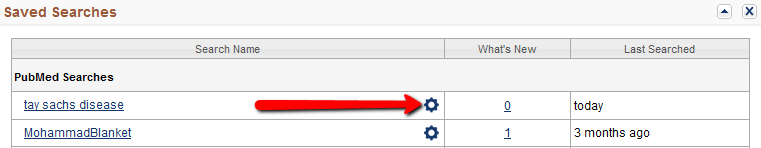 Saved Searches
Search Name What's New Last Searched
PubMed Searches
tay sachs disease 0 today
MohammadBlanket 1 3 months ago